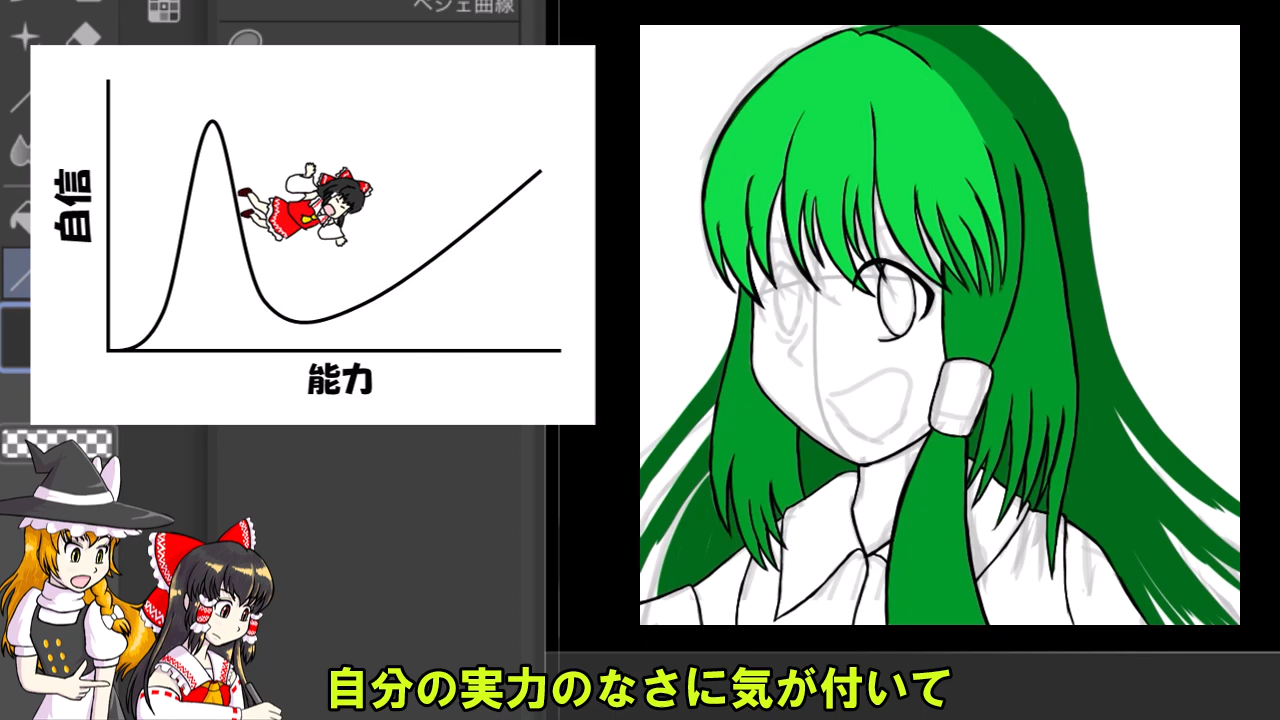 ベジェ曲線
自信
能力
自分の実力のなさに気が付いて